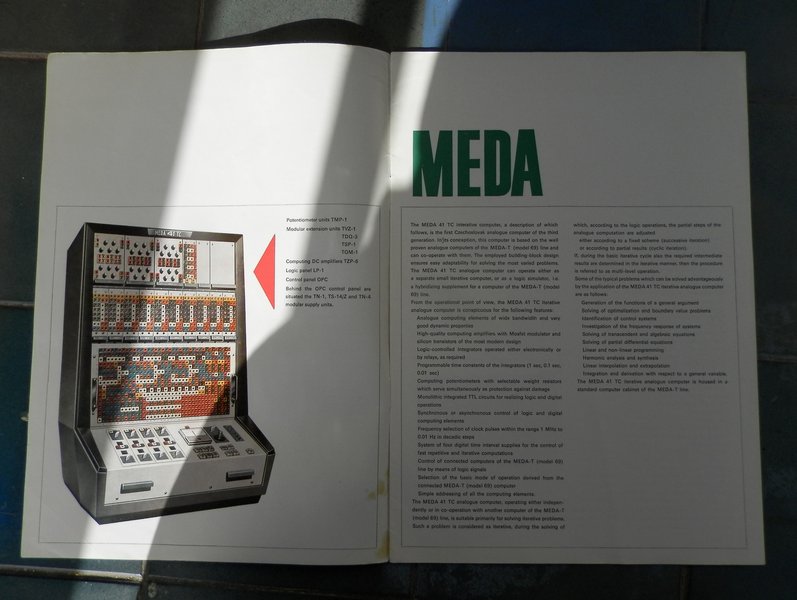 MEDA 41 TC
Potentiometer units TMP-1
Modular extension units TVZ-1
TDQ-3
TSP-1
TOM-1
Computing DC amplifiers TZP-6
Logic panel LP-1
Control panel OPC
Behind the OPC control panel are
situated the TN-1, TS-14/Z and TN-4
modular supply units.
MEDA
The MEDA 41 TC interative computer, a description of which
follows, is the first Czechoslovak analogue computer of the third
generation. In its conception, this computer is based on the well
proven analogue computers of the MEDA-T (model 69) line and
can co-operate with them. The employed building-block design
ensures easy adaptability for solving the most varied problems.
The MEDA 41 TC analogue computer can operate either as
a separate small iterative computer, or as a logic simulator, i.e.
a hybridizing supplement for a computer of the MEDA-T (model
69) line.
From the operational point of view, the MEDA 41 TC iterative
analogue computer is conspicuous for the following features:
Analogue computing elements of wide bandwidth and very
good dynamic properties
High-quality computing amplifiers with Mosfet modulator and
silicon transistors of the most modern design
Logic-controlled integrators operated either electronically or
by relays, as required
Programmable time constants of the integrators (1 sec, 0.1 sec,
0.01 sec)
Computing potentiometers with selectable weight resistors
which serve simultaneously as protection against damage
Monolithic integrated TTL circuits for realizing logic and digital
operations
Synchronous or asynchronous control of logic and digital
computing elements
Frequency selection of clock pulses within the range 1 MHz to
0.01 Hz in decadic steps
System of four digital time interval supplies for the control of
fast repetitive and iterative computations
Control of connected computers of the MEDA-T (model 69)
line by means of logic signals
Selection of the basic mode of operation derived from the
connected MEDA-T (model 69) computer
Simple addressing of all the computing elements.
The MEDA 41 TC analogue computer, operating either indepen-
dently or in co-operation with another computer of the MEDA-T
(model 69) line, is suitable primarily for solving iterative problems.
Such a problem is considered as iterative, during the solving of
which, according to the logic operations, the partial steps of the
analogue computation are adjusted
either according to a fixed scheme (successive iteration)
or according to partial results (cyclic iteration).
If, during the basic iterative cycle also the required intermediate
results are determined in the iterative manner, then the procedure
is referred to as multi-level operation.
Some of the typical problems which can be solved advantageously
by the application of the MEDA 41 TC iterative analogue computer
are as follows:
Generation of the functions of a general argument
Solving of optimalization and boundary value problems
Identification of control systems
Investigation of the frequency response of systems
Solving of transcendent and algebraic equations
Solving of partial differential equations
Linear and non-linear programming
Harmonic analysis and synthesis
Linear interpolation and extrapolation
Integration and derivation with respect to a general variable.
The MEDA 41 TC iterative analogue computer is housed in a
standard computer cabinet of the MEDA-T line.